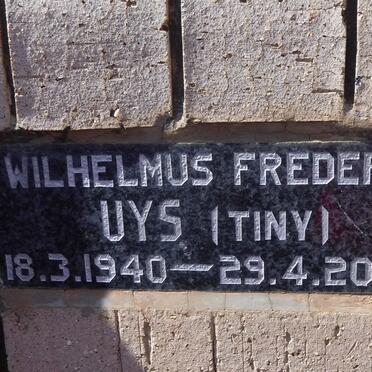 WILHELMUS FREDER
UYS (TINY)
18.3.1940 — 29.4.20